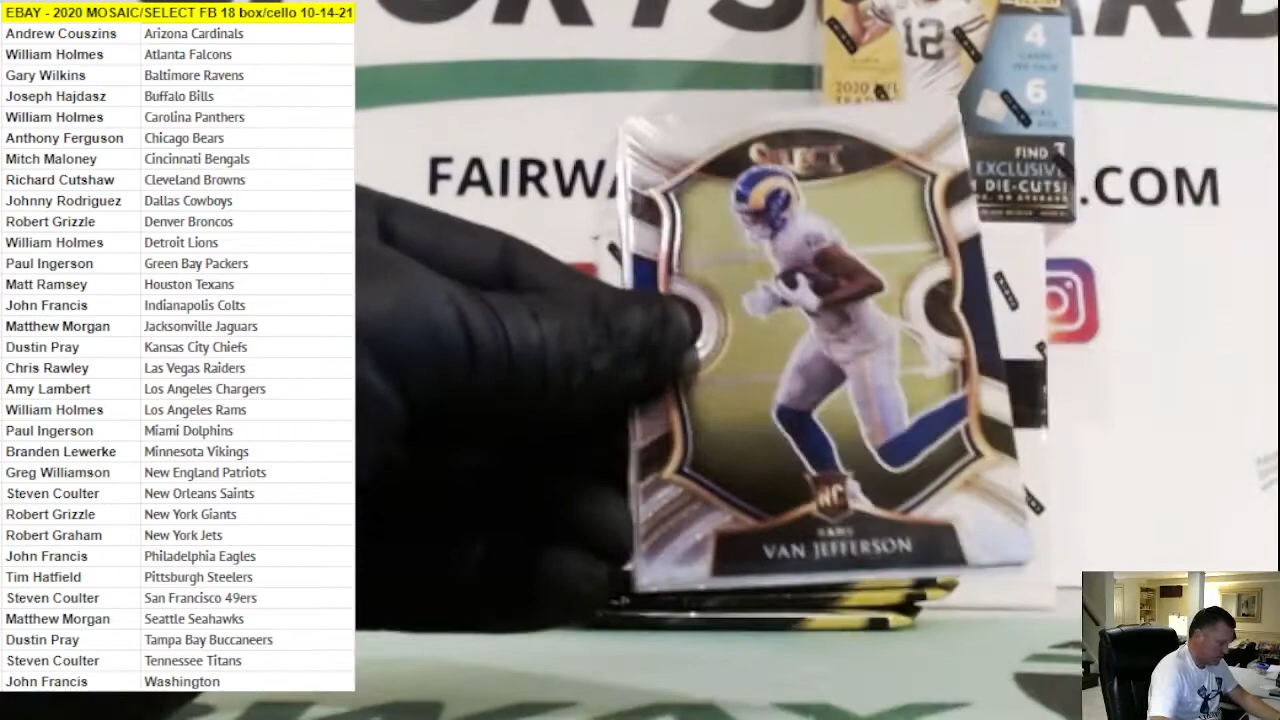 EBAY - 2020 MOSAIC/SELECT FB 18 box/cello 10-14-21
Andrew Couszins Arizona Cardinals
William Holmes Atlanta Falcons
Gary Wilkins Baltimore Ravens
Joseph Hajdasz Buffalo Bills
William Holmes Carolina Panthers
Anthony Ferguson Chicago Bears
Mitch Maloney Cincinnati Bengals
Richard Cutshaw Cleveland Browns
Johnny Rodriguez Dallas Cowboys
Robert Grizzle Denver Broncos
William Holmes Detroit Lions
Paul Ingerson Green Bay Packers
Matt Ramsey Houston Texans
John Francis Indianapolis Colts
Matthew Morgan Jacksonville Jaguars
Dustin Pray Kansas City Chiefs
Chris Rawley Las Vegas Raiders
Amy Lambert Los Angeles Chargers
William Holmes Los Angeles Rams
Paul Ingerson Miami Dolphins
Branden Lewerke Minnesota Vikings
Greg Williamson New England Patriots
Steven Coulter New Orleans Saints
Robert Grizzle New York Giants
Robert Graham New York Jets
John Francis Philadelphia Eagles
Tim Hatfield Pittsburgh Steelers
Steven Coulter San Francisco 49ers
Matthew Morgan Seattle Seahawks
Dustin Pray Tampa Bay Buccaneers
Steven Coulter Tennessee Titans
John Francis Washington
12
4
6
2020 NFL
FIND
EXCLUSIVE
DIE-CUTS!
FAIRWA
.COM
SELECT
RC
RAMS
VAN JEFFERSON